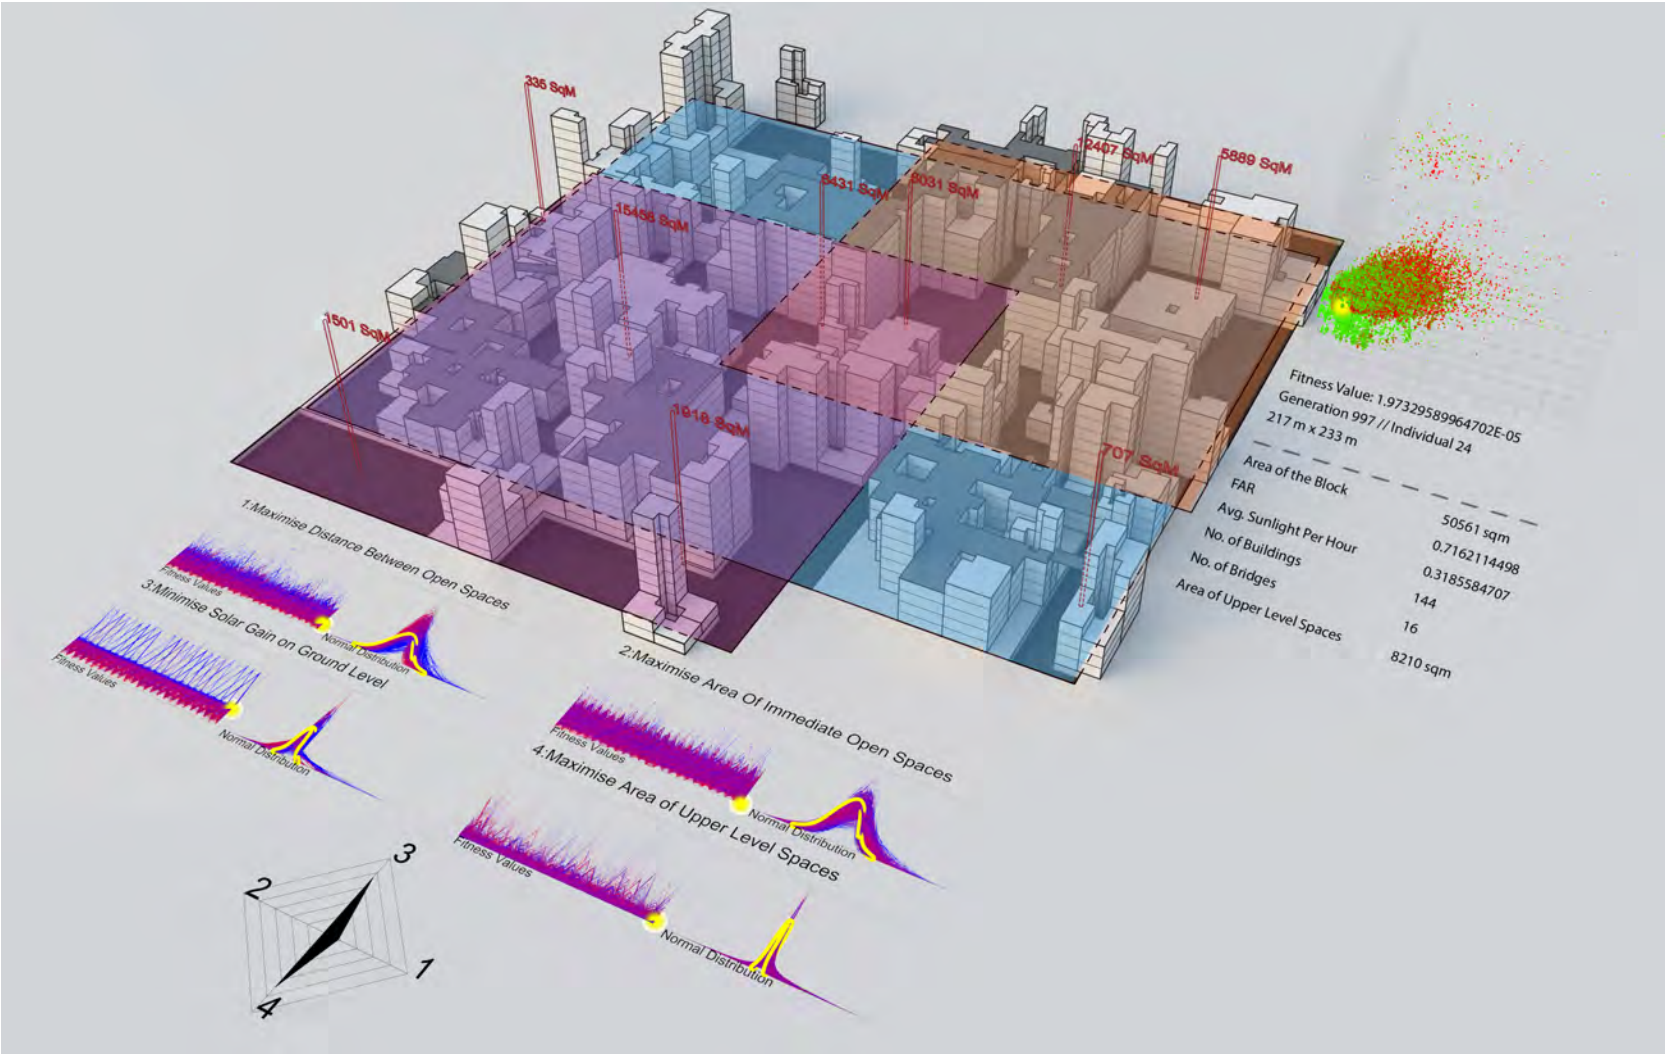 335 SqM
12407 SqM
5889 SqM
8431 SqM
8031 SqM
15456 SqM
1501 SqM
1918 SqM
707 SqM
Fitness Value: 1.97329589964702E-05
Generation 997 // Individual 24
217 m x 233 m
Area of the Block 50561 sqm
FAR 0.7162114498
Avg. Sunlight Per Hour 0.3185584707
No. of Buildings 144
No. of Bridges 16
Area of Upper Level Spaces 8210 sqm
1:Maximise Distance Between Open Spaces
Fitness Values
Normal Distribution
3:Minimise Solar Gain on Ground Level
Fitness Values
Normal Distribution
2:Maximise Area Of Immediate Open Spaces
Fitness Values
Normal Distribution
4:Maximise Area of Upper Level Spaces
Fitness Values
Normal Distribution
3
2
1
4